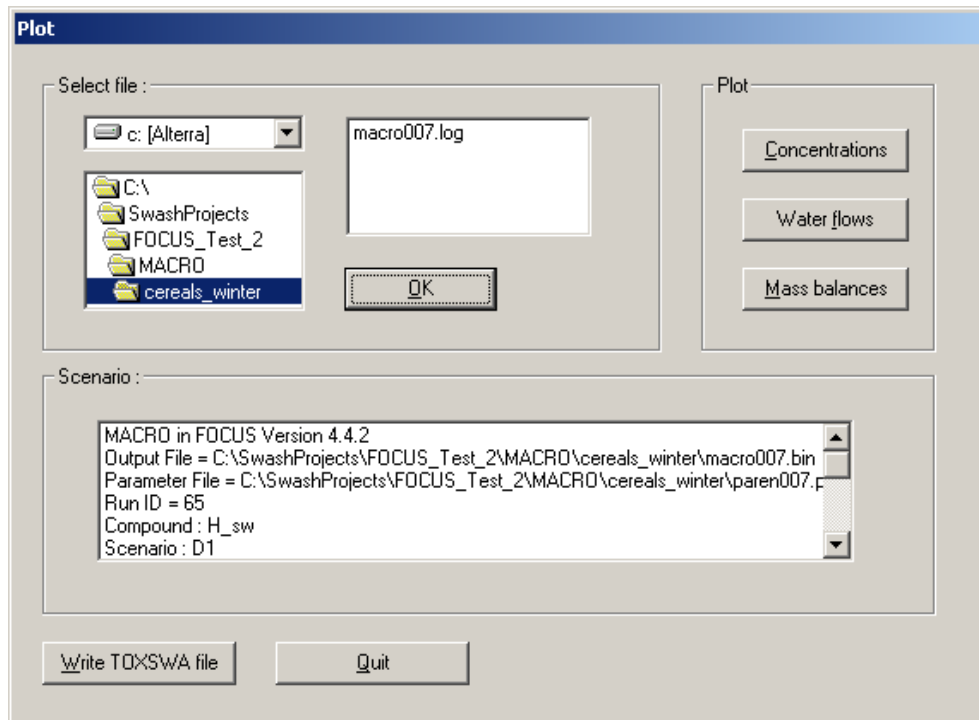 Plot
Select file :
c: [Alterra]
C:\
SwashProjects
FOCUS_Test_2
MACRO
cereals_winter
macro007.log
OK
Plot
Concentrations
Water flows
Mass balances
Scenario :
MACRO in FOCUS Version 4.4.2
Output File = C:\SwashProjects\FOCUS_Test_2\MACRO\cereals_winter\macro007.bin
Parameter File = C:\SwashProjects\FOCUS_Test_2\MACRO\cereals_winter\paren007.p
Run ID = 65
Compound : H_sw
Scenario : D1
Write TOXSWA file
Quit